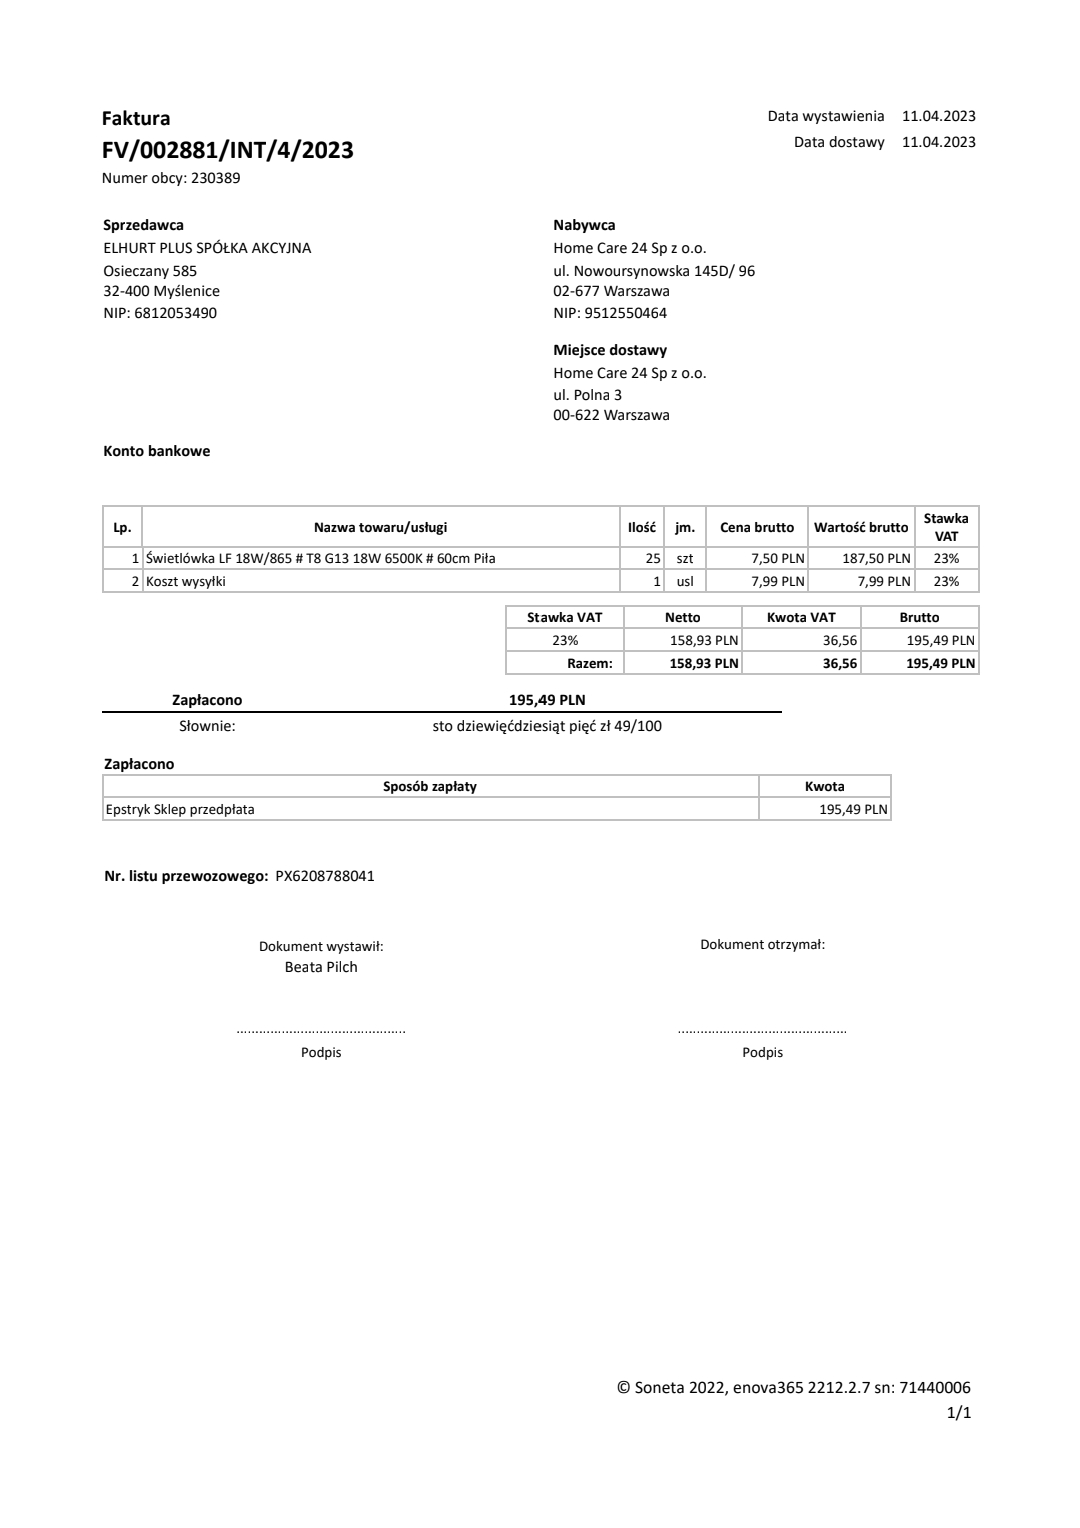 Faktura
FV/002881/INT/4/2023
Numer obcy: 230389
Data wystawienia 11.04.2023
Data dostawy 11.04.2023
Sprzedawca
ELHURT PLUS SPÓŁKA AKCYJNA
Osieczany 585
32-400 Myślenice
NIP: 6812053490
Nabywca
Home Care 24 Sp z o.o.
ul. Nowoursynowska 145D/ 96
02-677 Warszawa
NIP: 9512550464
Miejsce dostawy
Home Care 24 Sp z o.o.
ul. Polna 3
00-622 Warszawa
Konto bankowe
Lp. Nazwa towaru/usługi Ilość jm. Cena brutto Wartość brutto Stawka VAT
1 Świetlówka LF 18W/865 # T8 G13 18W 6500K # 60cm Piła 25 szt 7,50 PLN 187,50 PLN 23%
2 Koszt wysyłki 1 usl 7,99 PLN 7,99 PLN 23%
Stawka VAT Netto Kwota VAT Brutto
23% 158,93 PLN 36,56 195,49 PLN
Razem: 158,93 PLN 36,56 195,49 PLN
Zapłacono 195,49 PLN
Słownie: sto dziewięćdziesiąt pięć zł 49/100
Zapłacono
Sposób zapłaty Kwota
Epstryk Sklep przedpłata 195,49 PLN
Nr. listu przewozowego: PX6208788041
Dokument wystawił:
Beata Pilch
Podpis
Dokument otrzymał:
Podpis
© Soneta 2022, enova365 2212.2.7 sn: 71440006
1/1